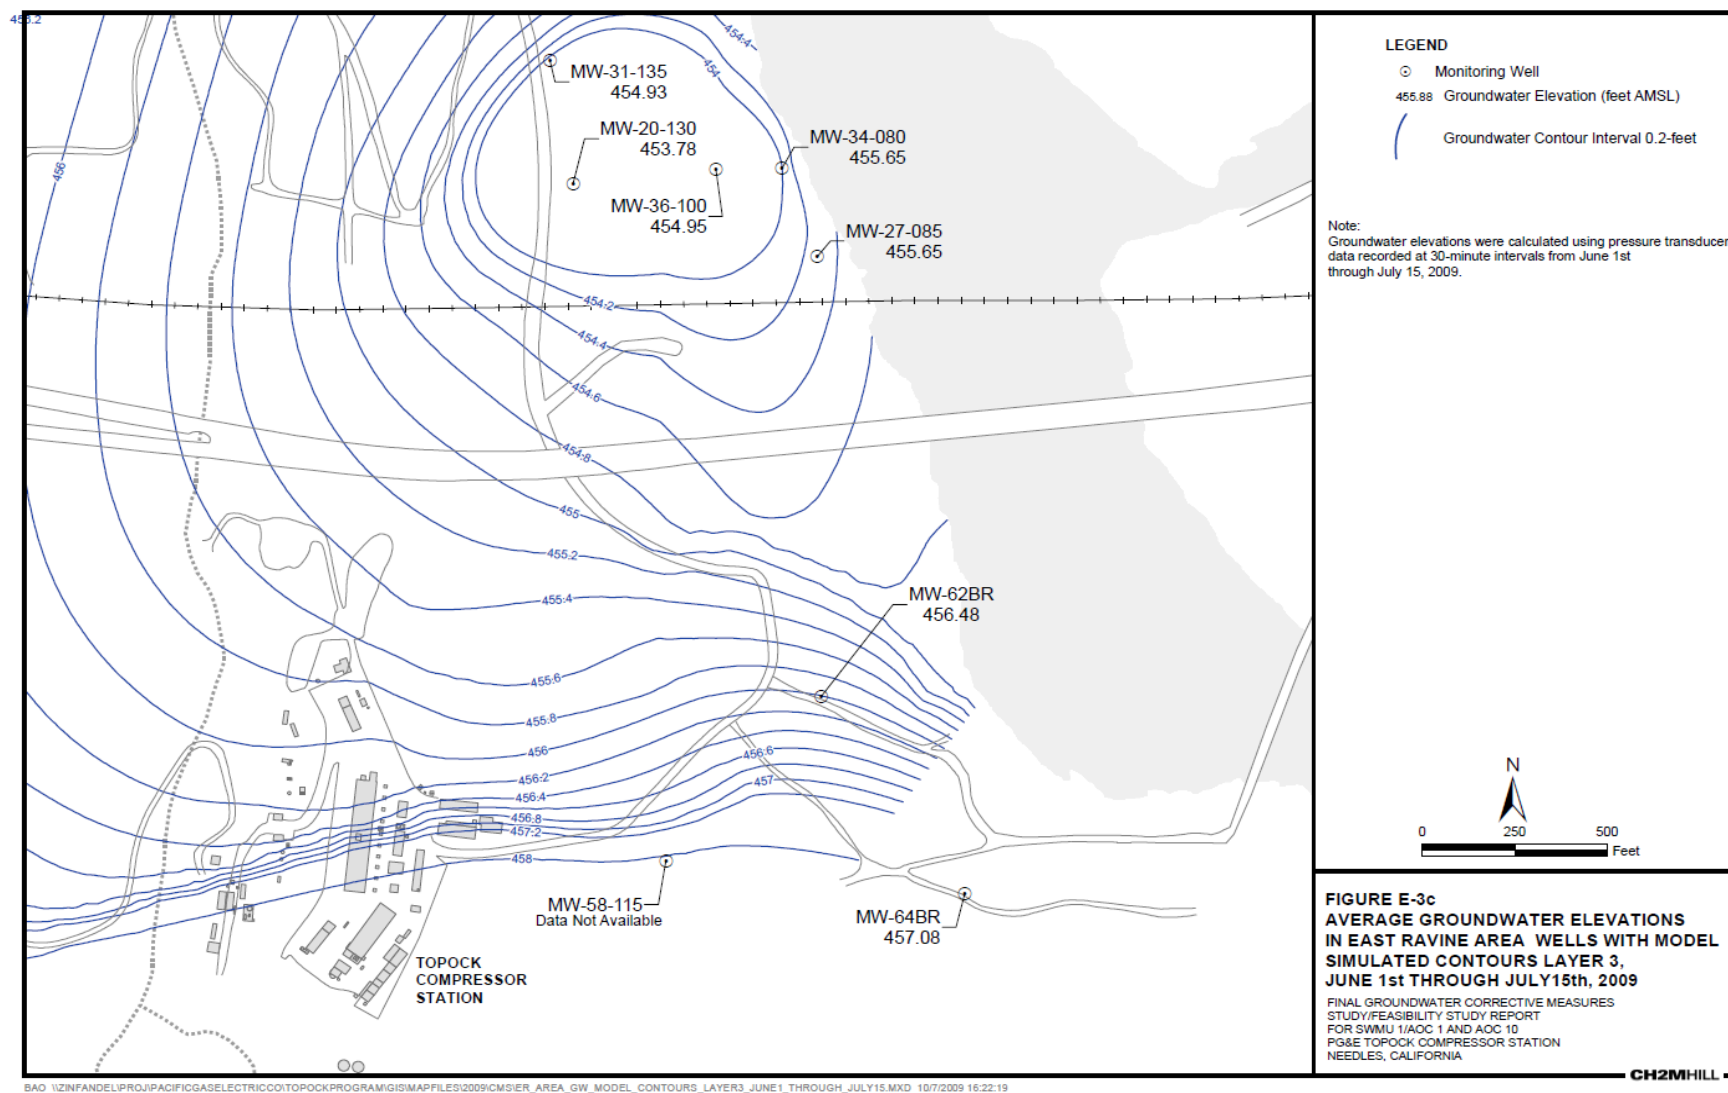 458.2
454.4
454
MW-31-135
454.93
MW-20-130
453.78
MW-34-080
455.65
456
MW-36-100
454.95
MW-27-085
455.65
454.2
454.4
454.6
454.8
455
455.2
455.4
MW-62BR
456.48
455.6
455.8
456
456.6
456.2
457
456.4
456.8
457.2
458
MW-58-115
Data Not Available
MW-64BR
457.08
TOPOCK
COMPRESSOR
STATION
LEGEND
Monitoring Well
455.88 Groundwater Elevation (feet AMSL)
Groundwater Contour Interval 0.2-feet
Note:
Groundwater elevations were calculated using pressure transducer
data recorded at 30-minute intervals from June 1st
through July 15, 2009.
N
0 250 500
Feet
FIGURE E-3c
AVERAGE GROUNDWATER ELEVATIONS
IN EAST RAVINE AREA WELLS WITH MODEL
SIMULATED CONTOURS LAYER 3,
JUNE 1st THROUGH JULY15th, 2009
FINAL GROUNDWATER CORRECTIVE MEASURES
STUDY/FEASIBILITY STUDY REPORT
FOR SWMU 1/AOC 1 AND AOC 10
PG&E TOPOCK COMPRESSOR STATION
NEEDLES, CALIFORNIA
CH2MHILL
BAO \\ZINFANDEL\PROJ\PACIFICGASELECTRICCO\TOPOCKPROGRAM\GIS\MAPFILES\2009\CMS\ER_AREA_GW_MODEL_CONTOURS_LAYER3_JUNE1_THROUGH_JULY15.MXD 10/7/2009 16:22:19